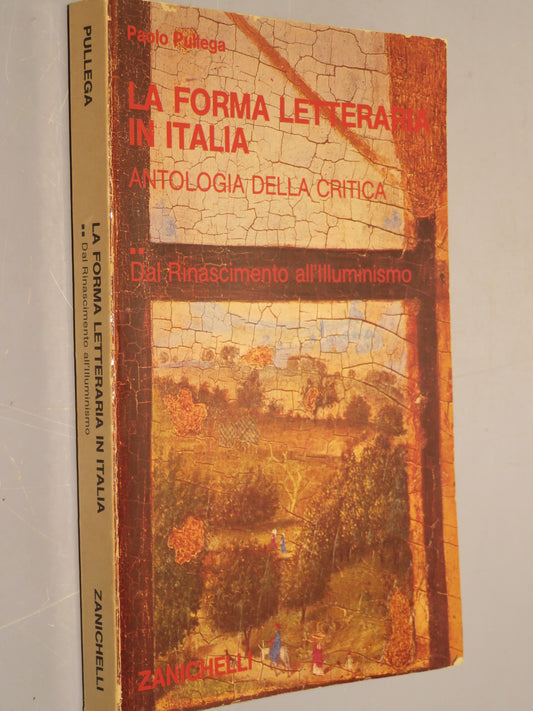 Paolo Pullega
LA FORMA LETTERARIA
IN ITALIA
ANTOLOGIA DELLA CRITICA
Dal Rinascimento all'Illuminismo
ZANICHELLI
PULLEGA
LA FORMA LETTERARIA IN ITALIA
Dal Rinascimento all'Illuminismo
ZANICHELLI